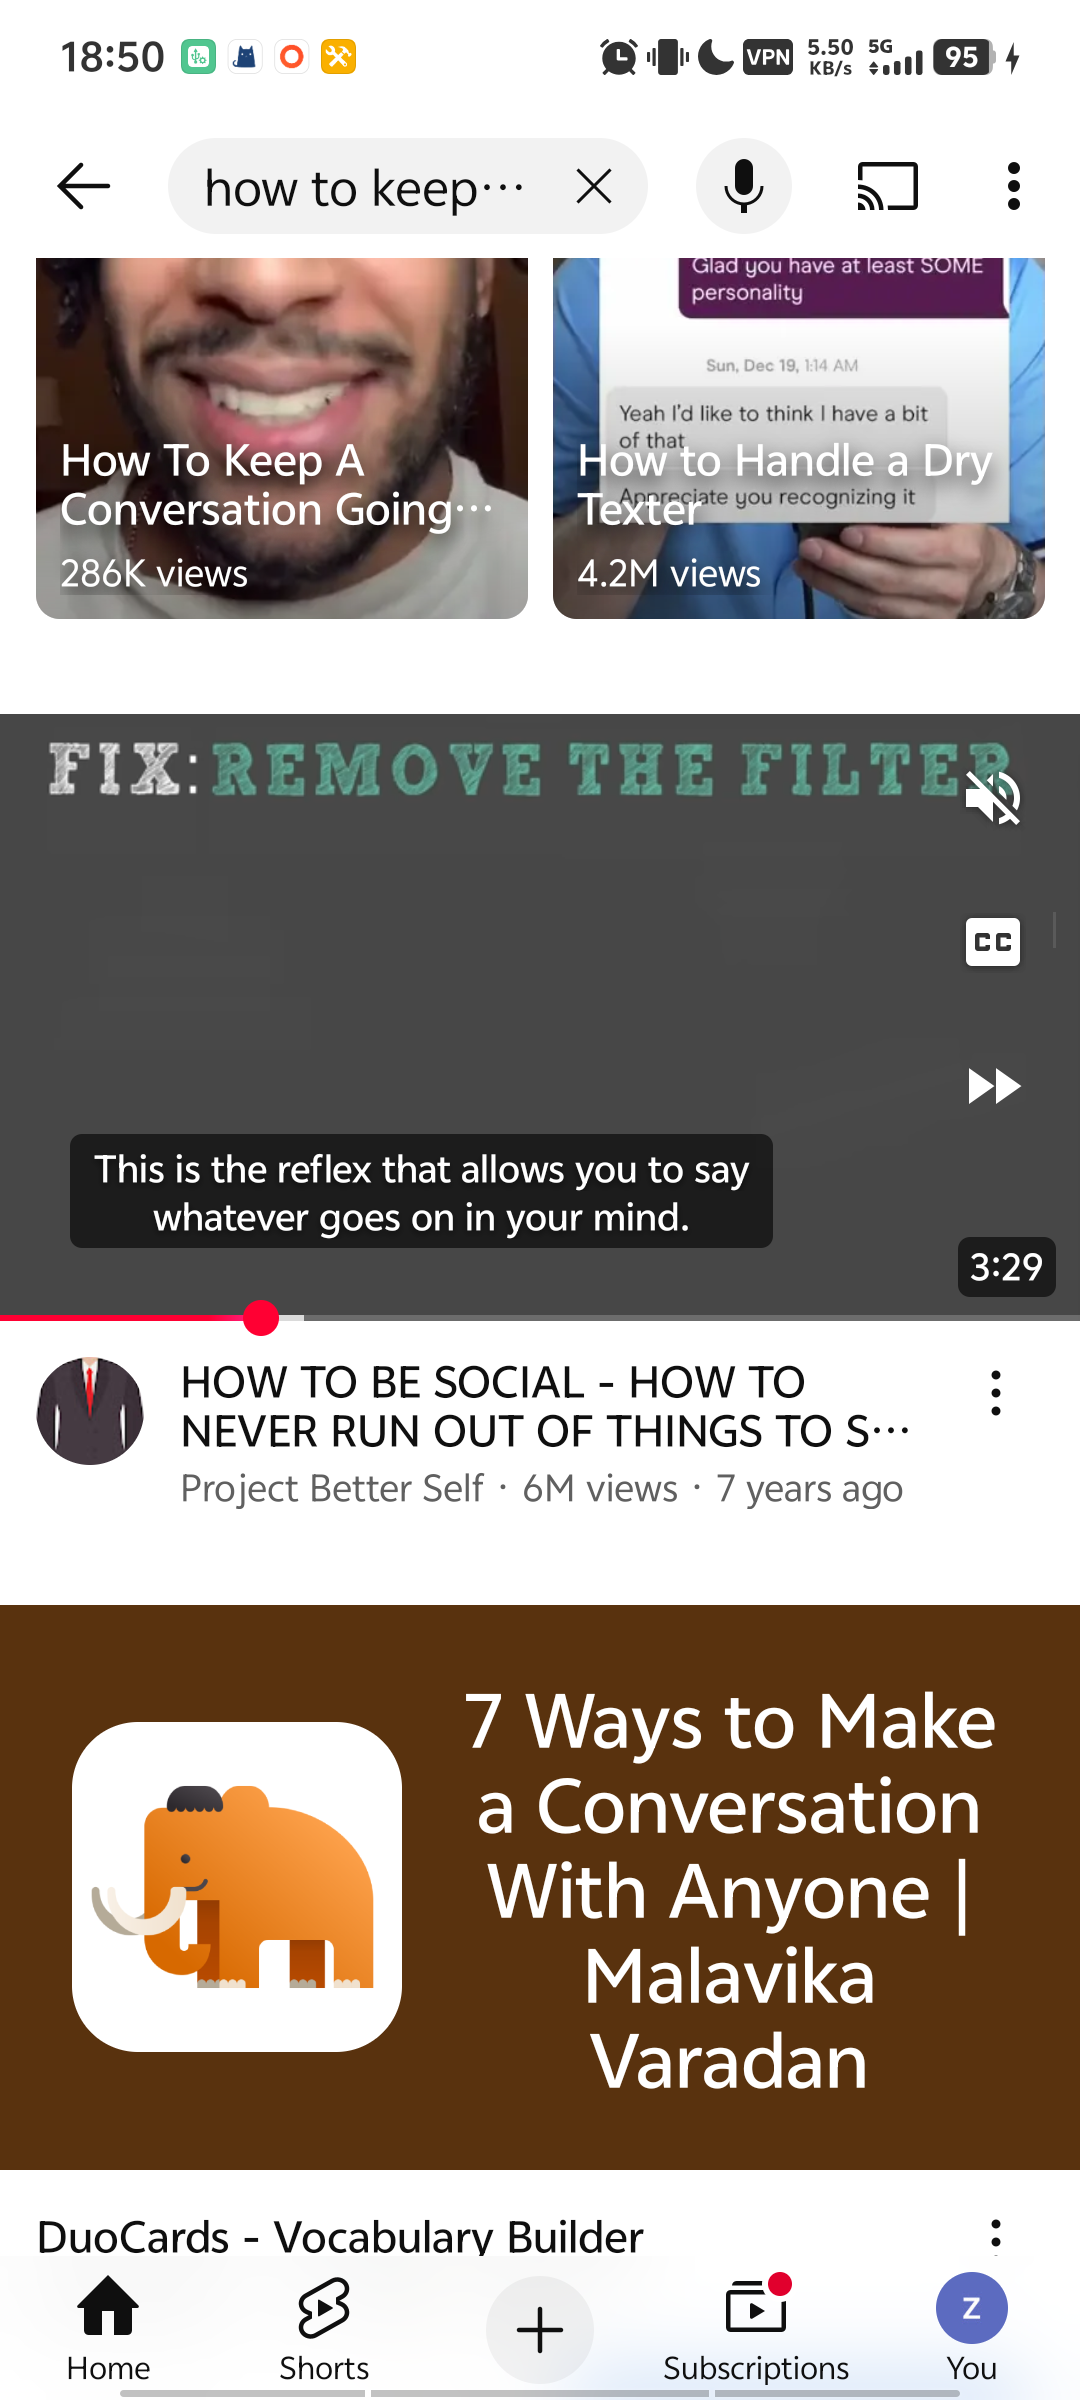 18:50
VPN
5.50
KB/s
5G
95
how to keep···
Glad you have at least SOME
personality
Sun, Dec 19, 1:14 AM
Yeah I'd like to think I have a bit
of that
Appreciate you recognizing it
How To Keep A
Conversation Going···
286K views
How to Handle a Dry
Texter
4.2M views
FIX: REMOVE THE FILTER
CC
This is the reflex that allows you to say
whatever goes on in your mind.
3:29
HOW TO BE SOCIAL - HOW TO
NEVER RUN OUT OF THINGS TO S···
Project Better Self · 6M views · 7 years ago
7 Ways to Make
a Conversation
With Anyone |
Malavika
Varadan
DuoCards - Vocabulary Builder
Home
Shorts
Subscriptions
Z
You